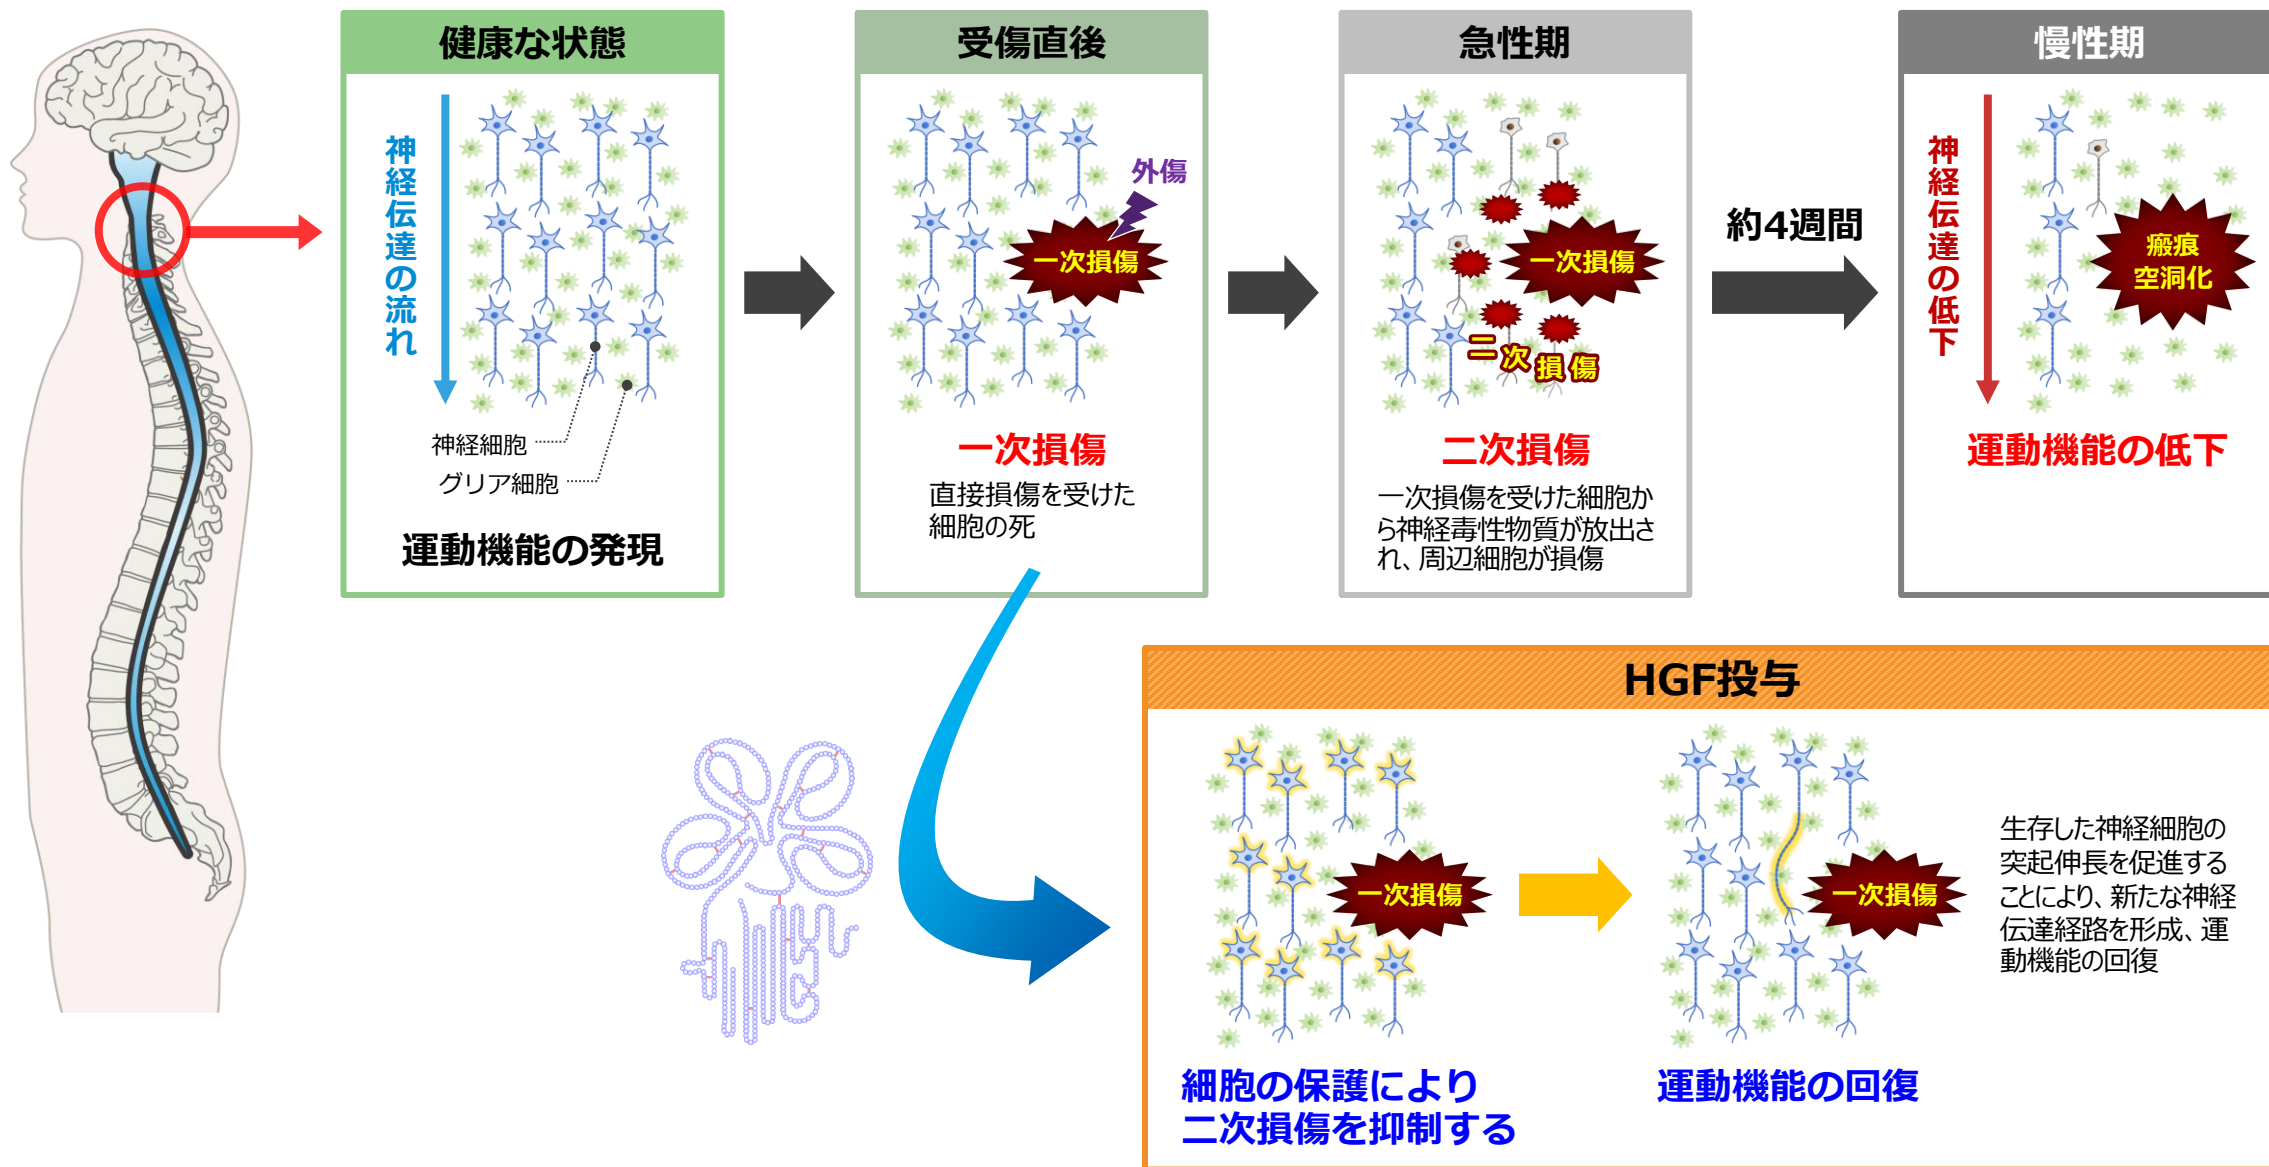 健康な状態
神経伝達の流れ
神経細胞
グリア細胞
運動機能の発現
受傷直後
外傷
一次損傷
一次損傷
直接損傷を受けた
細胞の死
急性期
一次損傷
二次損傷
二次損傷
一次損傷を受けた細胞か
ら神経毒性物質が放出さ
れ、周辺細胞が損傷
約4週間
慢性期
神経伝達の低下
瘢痕
空洞化
運動機能の低下
HGF投与
一次損傷
細胞の保護により
二次損傷を抑制する
一次損傷
運動機能の回復
生存した神経細胞の
突起伸長を促進する
ことにより、新たな神経
伝達経路を形成、運
動機能の回復